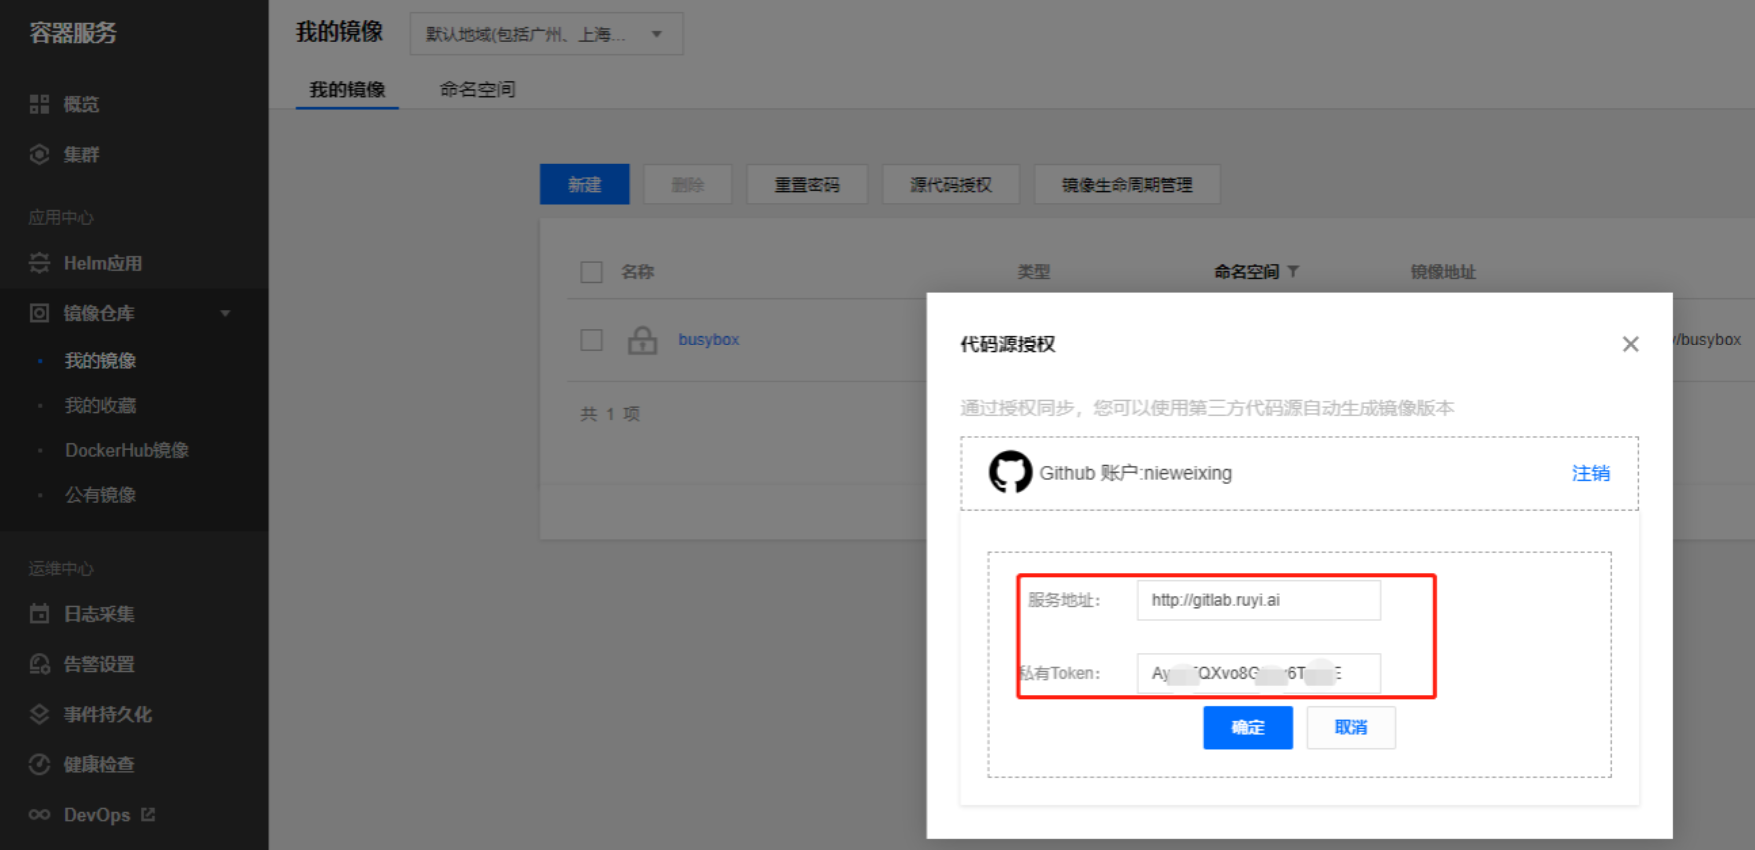 容器服务
概览
集群
应用中心
Helm应用
镜像仓库
我的镜像
我的收藏
DockerHub镜像
公有镜像
运维中心
日志采集
告警设置
事件持久化
健康检查
DevOps
我的镜像
默认地域(包括广州、上海...
我的镜像 命名空间
新建 删除 重置密码 源代码授权 镜像生命周期管理
名称 类型 命名空间 镜像地址
busybox /busybox
共 1 项
代码源授权
通过授权同步，您可以使用第三方代码源自动生成镜像版本
Github 账户:nieweixing 注销
服务地址： http://gitlab.ruyi.ai
私有Token：
确定 取消